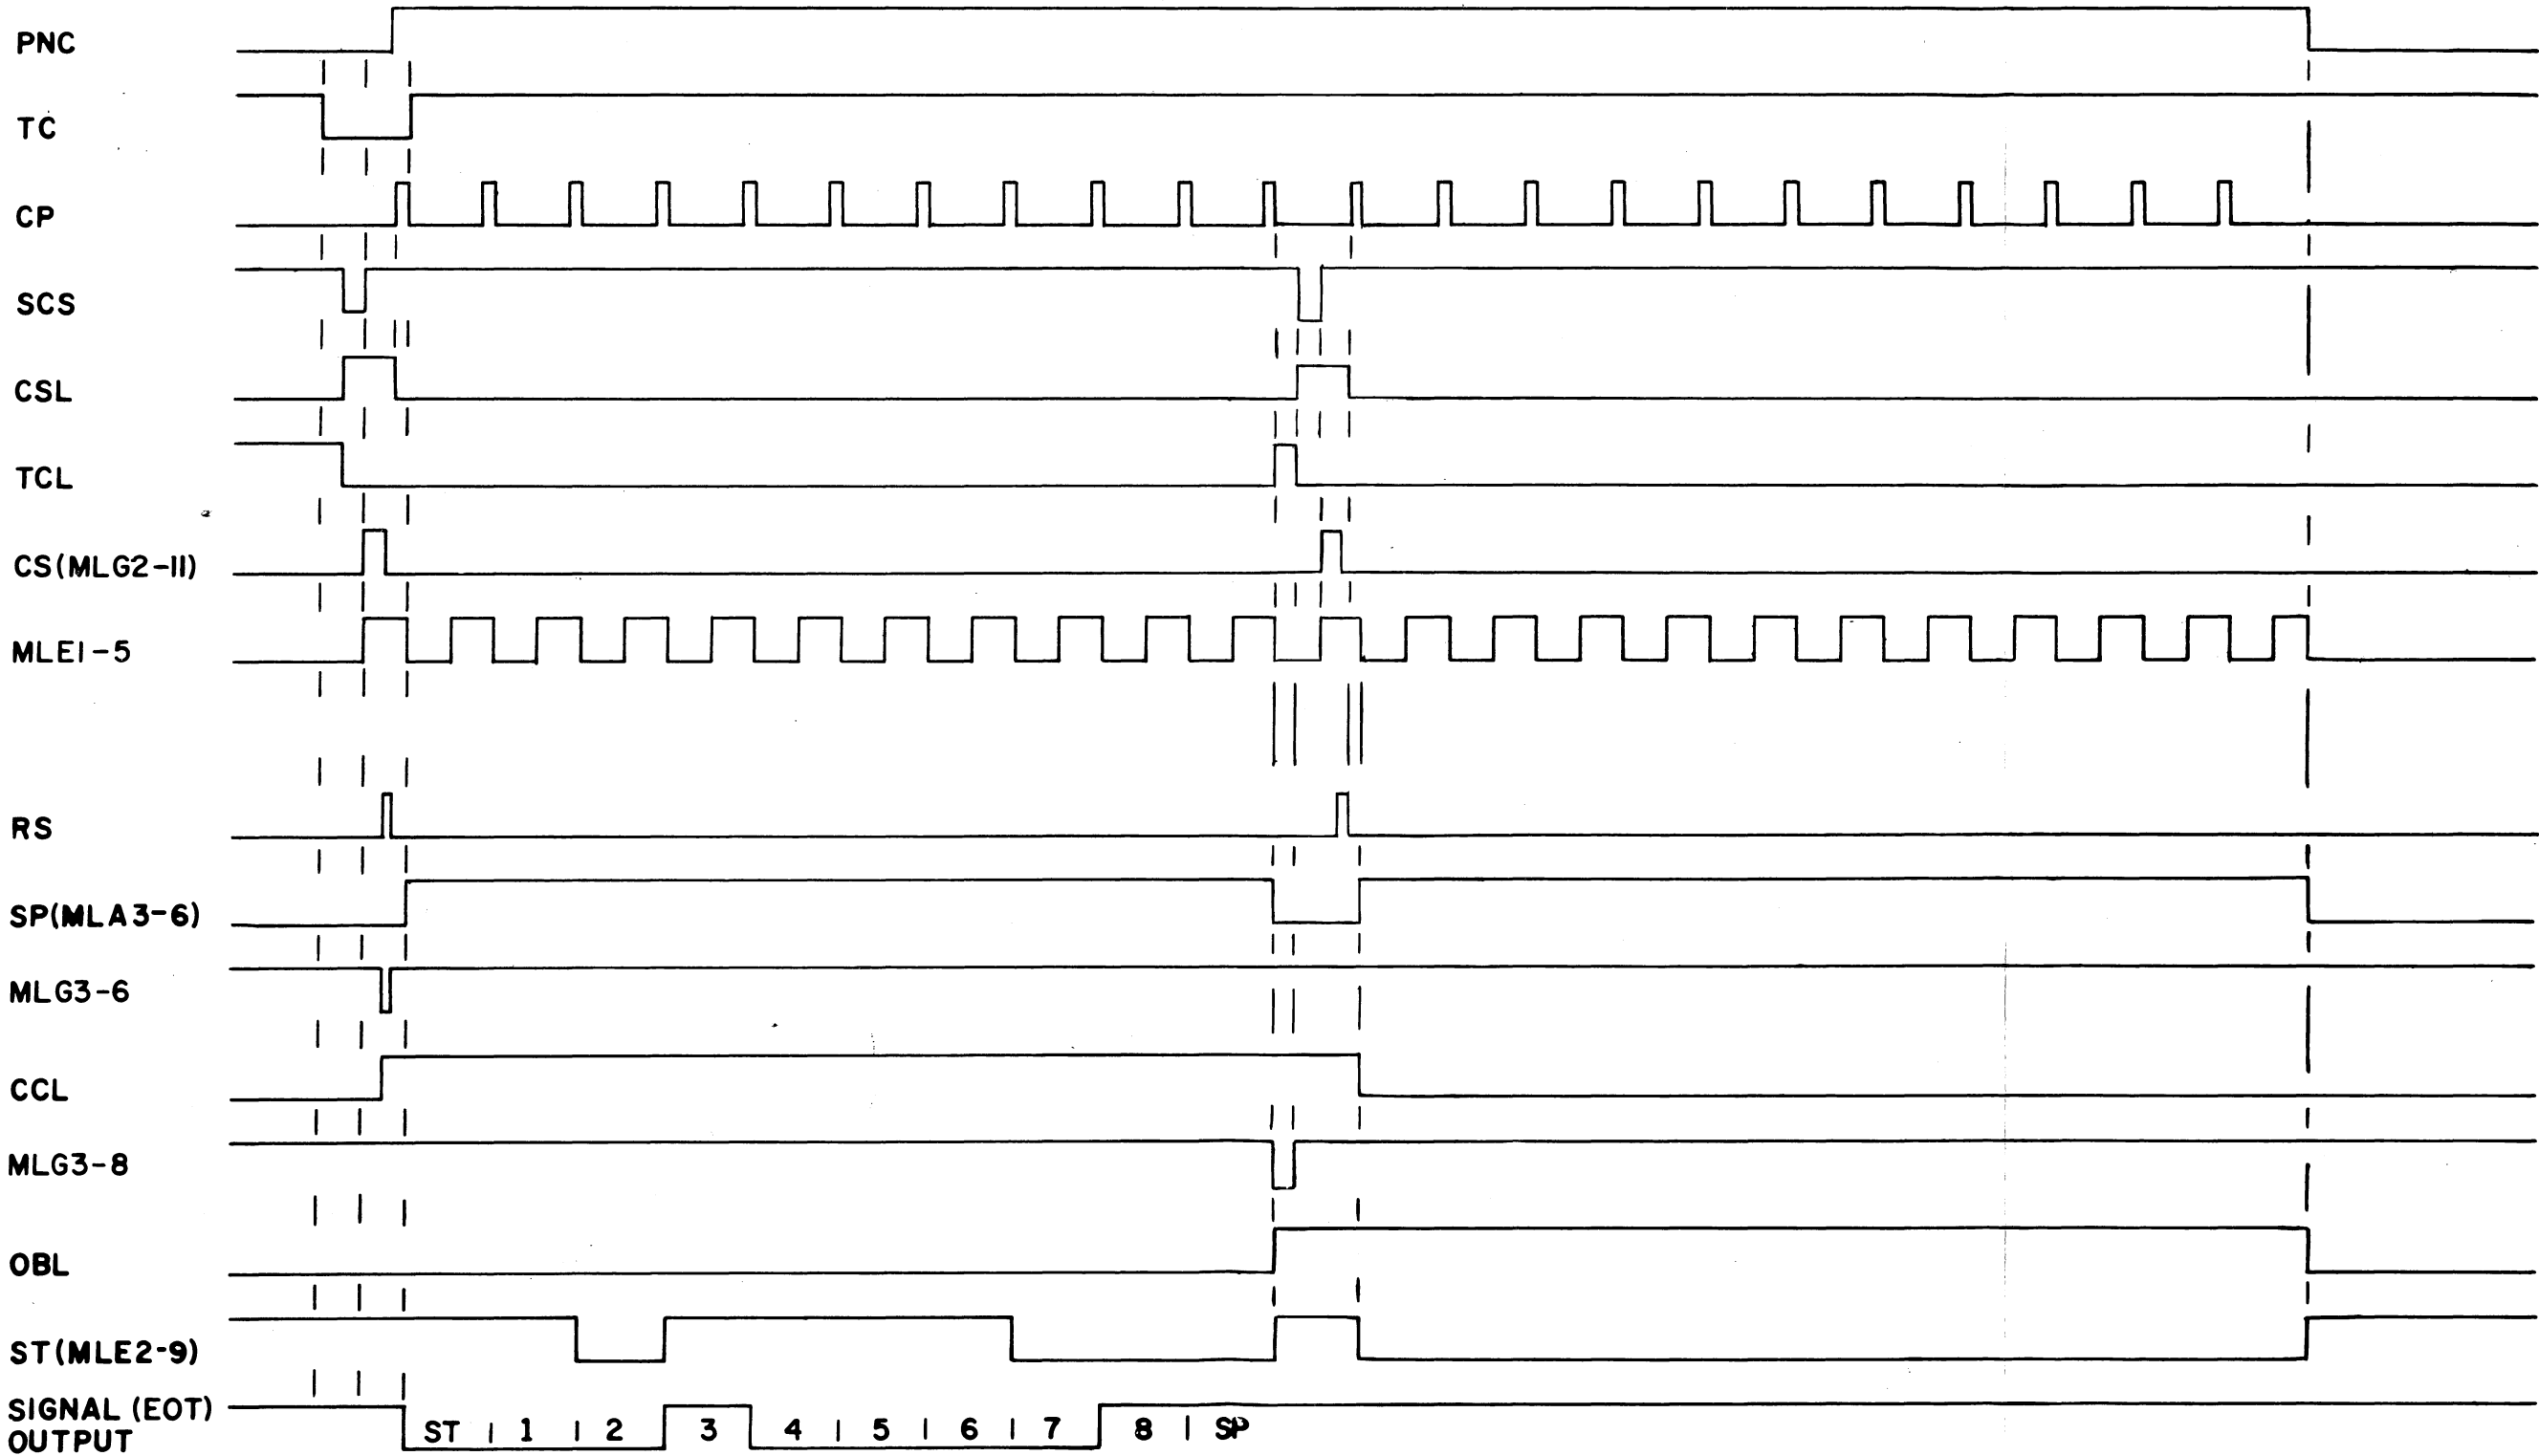 PNC
TC
CP
SCS
CSL
TCL
CS(MLG2-11)
MLE1-5
RS
SP(MLA3-6)
MLG3-6
CCL
MLG3-8
OBL
ST(MLE2-9)
SIGNAL (EOT)
OUTPUT
ST | 1 | 2 3 4 | 5 | 6 | 7 8 | SP